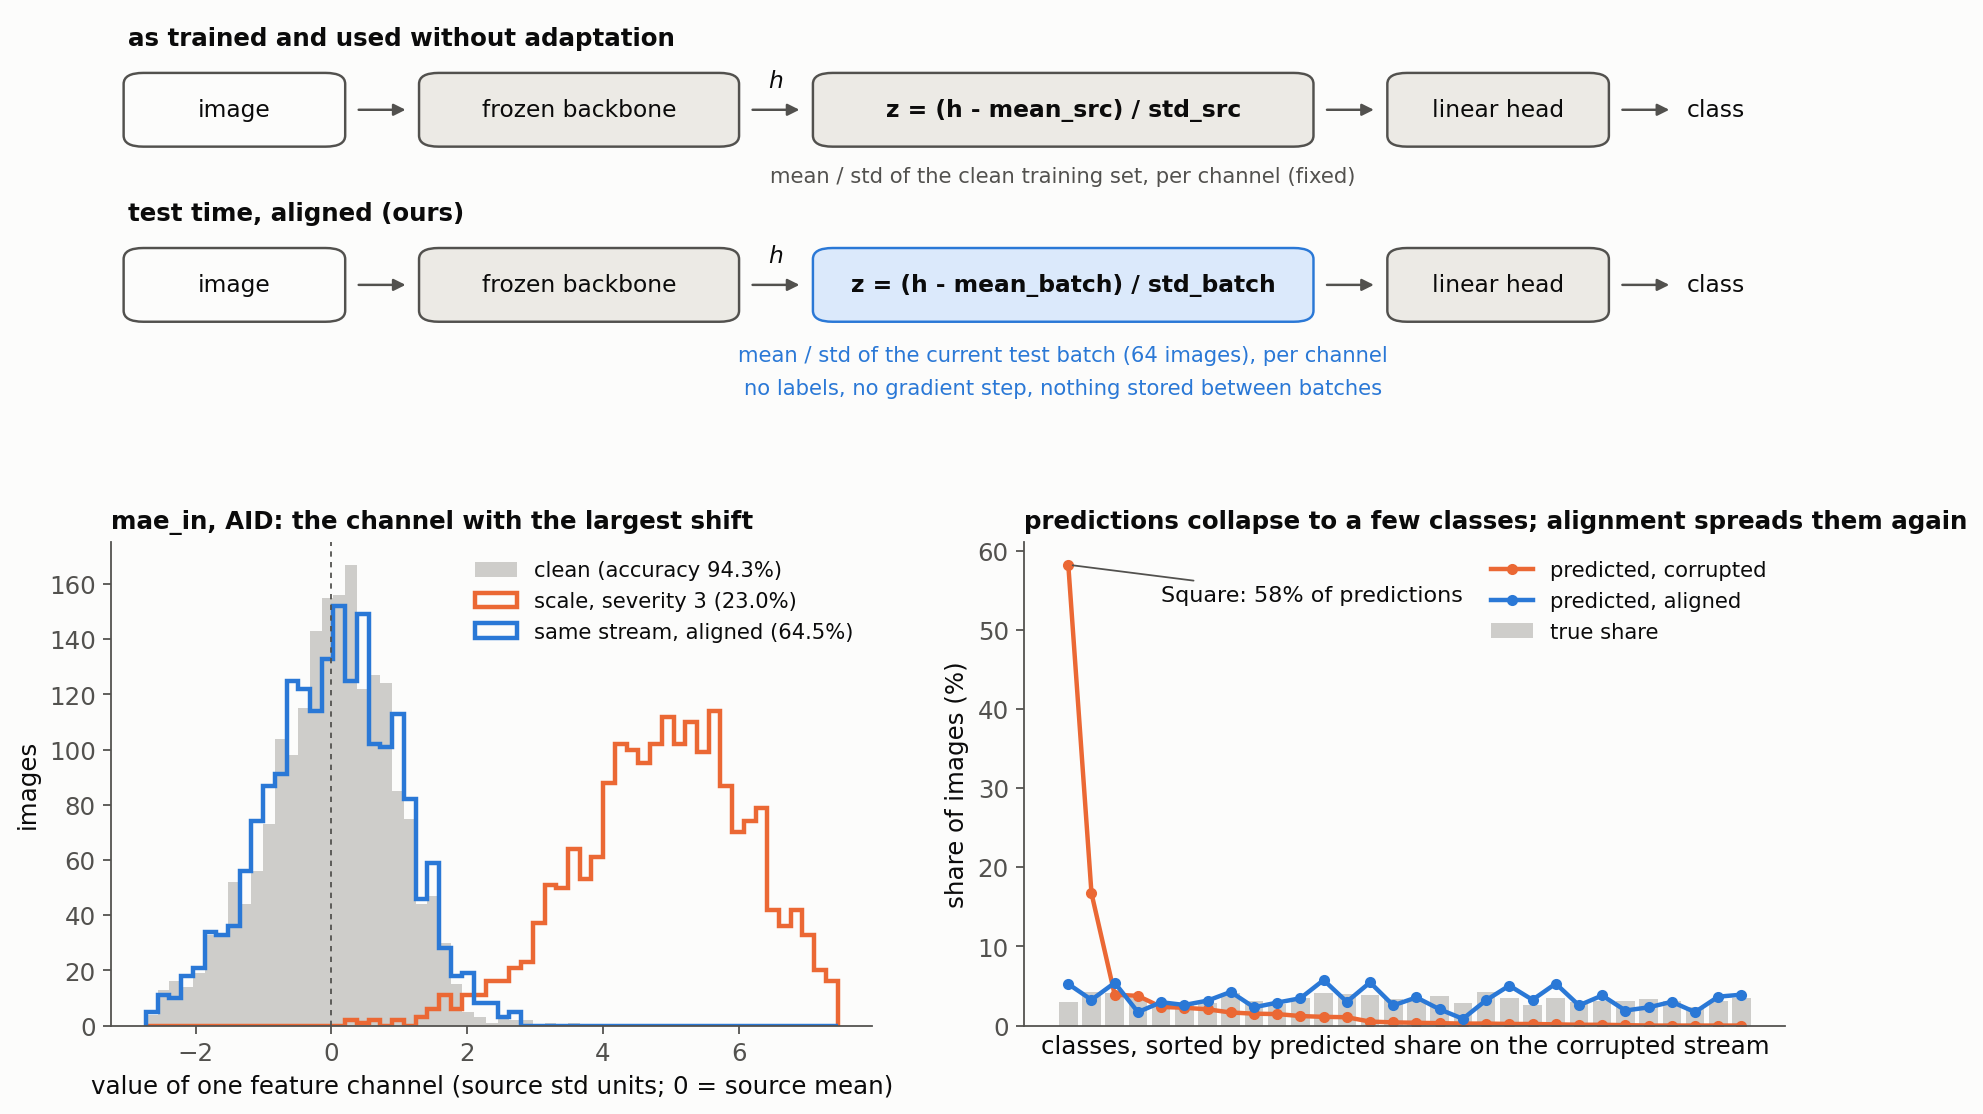 as trained and used without adaptation
image
frozen backbone
h
z = (h - mean_src) / std_src
linear head
class
mean / std of the clean training set, per channel (fixed)
test time, aligned (ours)
image
frozen backbone
h
z = (h - mean_batch) / std_batch
linear head
class
mean / std of the current test batch (64 images), per channel
no labels, no gradient step, nothing stored between batches
mae_in, AID: the channel with the largest shift
clean (accuracy 94.3%)
scale, severity 3 (23.0%)
same stream, aligned (64.5%)
images
160
140
120
100
80
60
40
20
0
−2
0
2
4
6
value of one feature channel (source std units; 0 = source mean)
predictions collapse to a few classes; alignment spreads them again
predicted, corrupted
predicted, aligned
true share
Square: 58% of predictions
share of images (%)
60
50
40
30
20
10
0
classes, sorted by predicted share on the corrupted stream